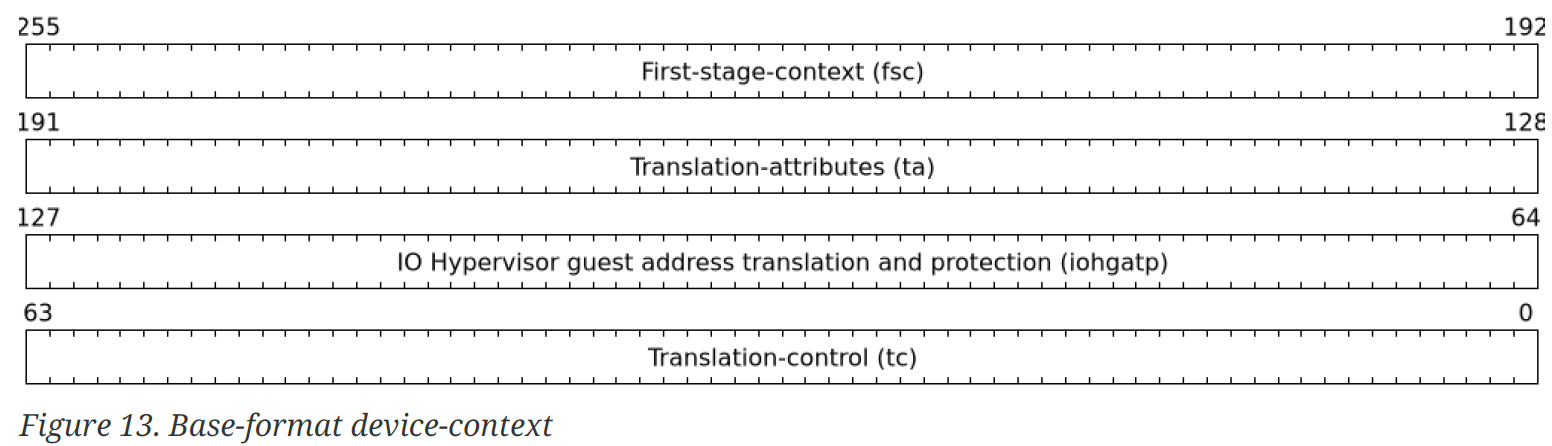 255 192
First-stage-context (fsc)
191 128
Translation-attributes (ta)
127 64
IO Hypervisor guest address translation and protection (iohgatp)
63 0
Translation-control (tc)
Figure 13. Base-format device-context